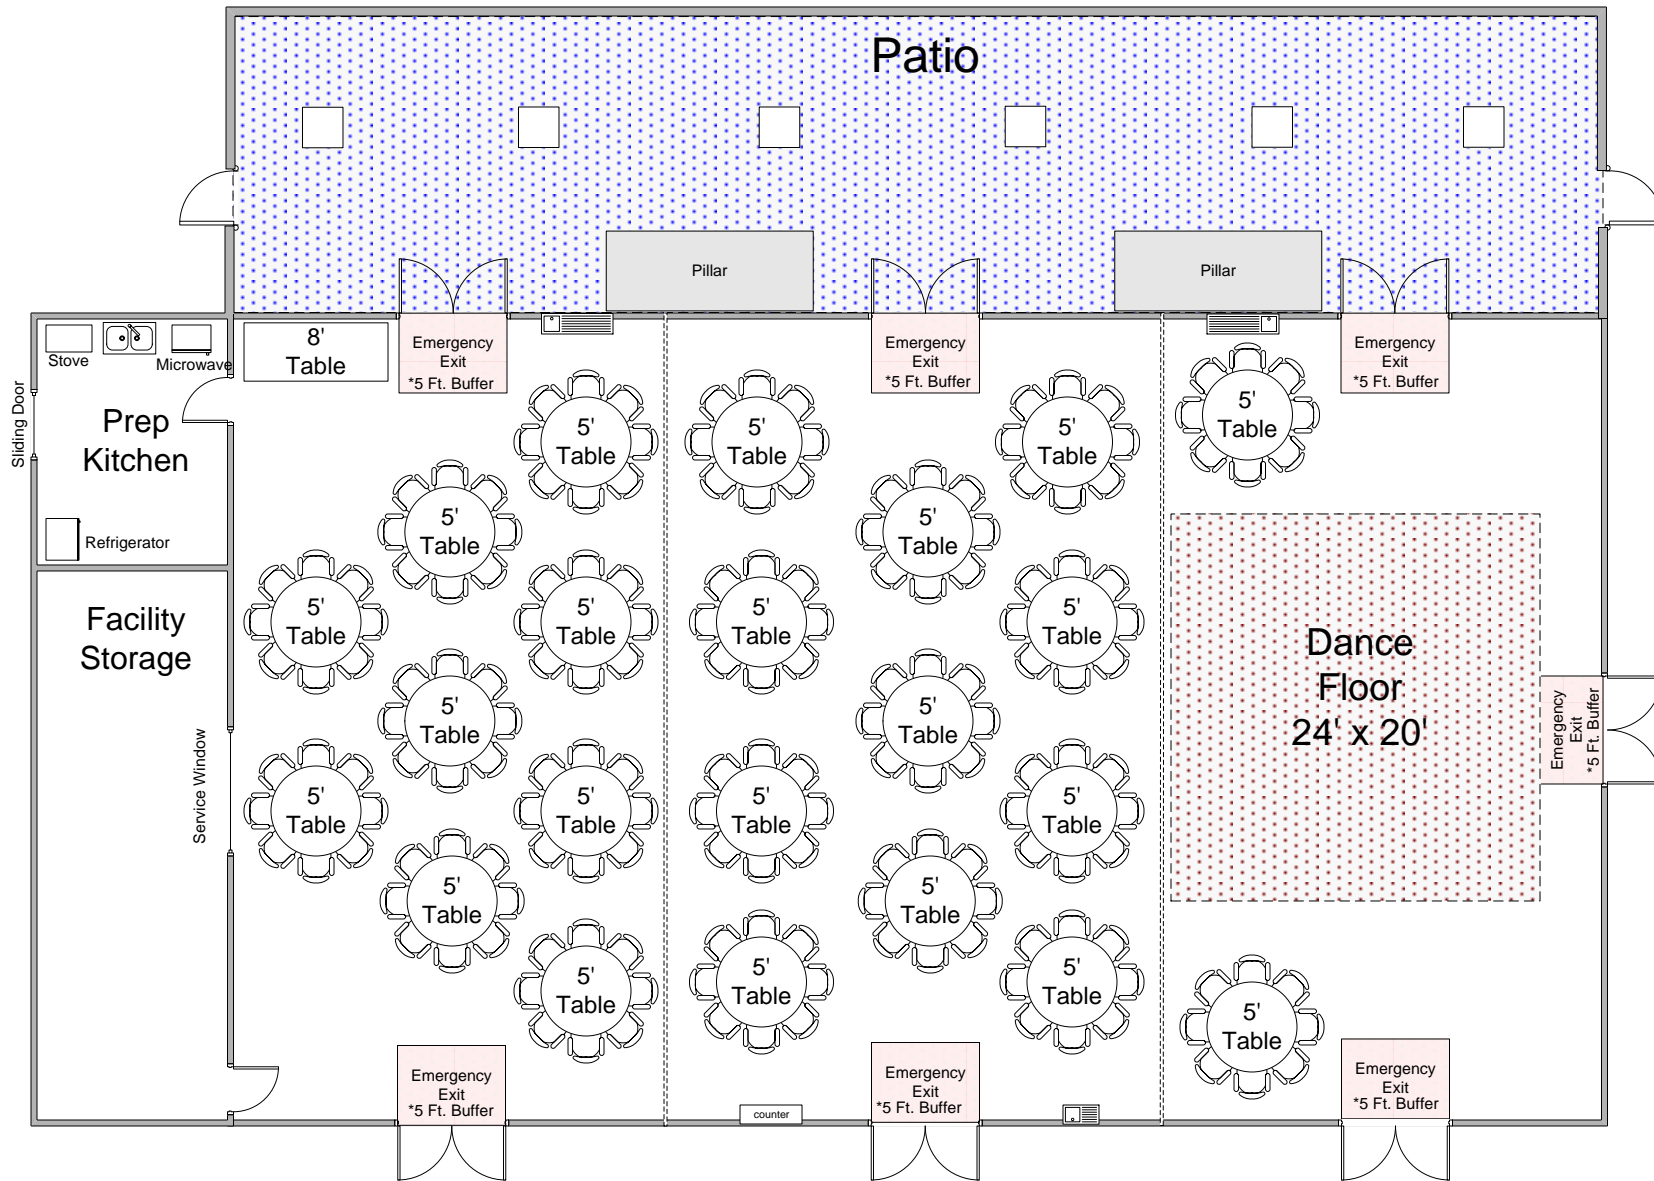 Patio
Pillar
Pillar
Stove
Microwave
8'
Table
Emergency
Exit
*5 Ft. Buffer
Emergency
Exit
*5 Ft. Buffer
Emergency
Exit
*5 Ft. Buffer
Sliding Door
Prep
Kitchen
Refrigerator
Facility
Storage
Service Window
5'
Table
5'
Table
5'
Table
5'
Table
5'
Table
5'
Table
5'
Table
5'
Table
5'
Table
5'
Table
5'
Table
5'
Table
5'
Table
5'
Table
5'
Table
5'
Table
5'
Table
5'
Table
5'
Table
5'
Table
5'
Table
5'
Table
Dance
Floor
24' x 20'
Emergency
Exit
*5 Ft. Buffer
5'
Table
Emergency
Exit
*5 Ft. Buffer
counter
Emergency
Exit
*5 Ft. Buffer
Emergency
Exit
*5 Ft. Buffer